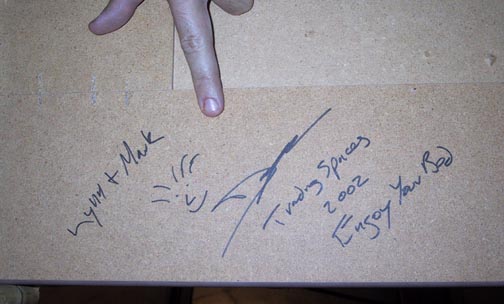 Lynn + Mark
Trading Spaces
2002
Enjoy Your Bed